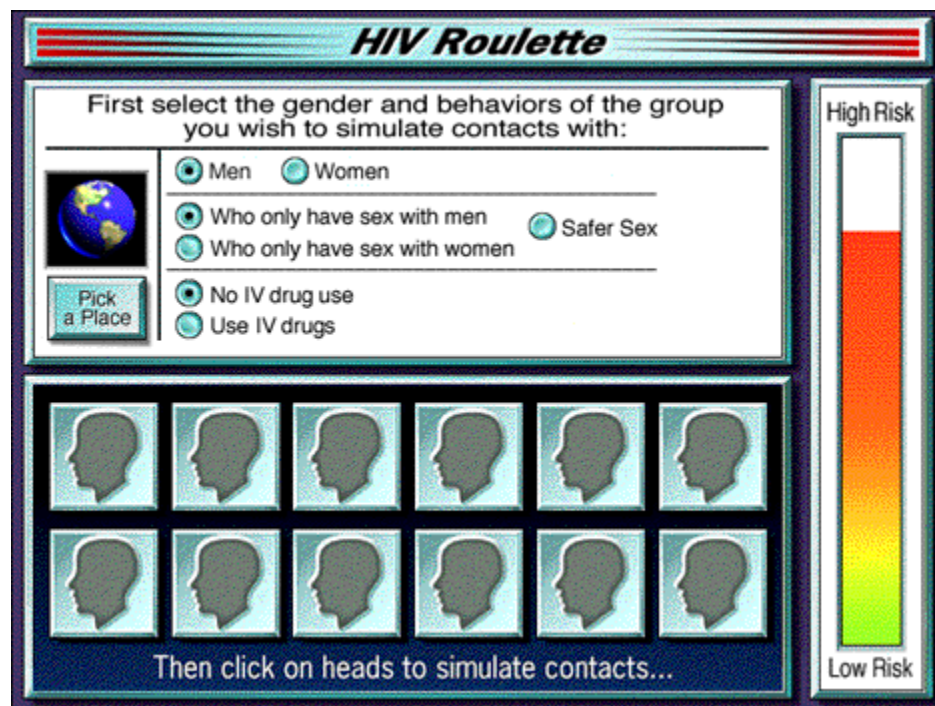 HIV Roulette
First select the gender and behaviors of the group
you wish to simulate contacts with:
Men
Women
Who only have sex with men
Safer Sex
Who only have sex with women
Pick
a Place
No IV drug use
Use IV drugs
Then click on heads to simulate contacts...
High Risk
Low Risk